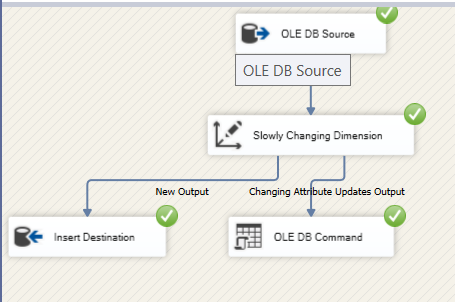 OLE DB Source
OLE DB Source
Slowly Changing Dimension
New Output
Changing Attribute Updates Output
Insert Destination
OLE DB Command